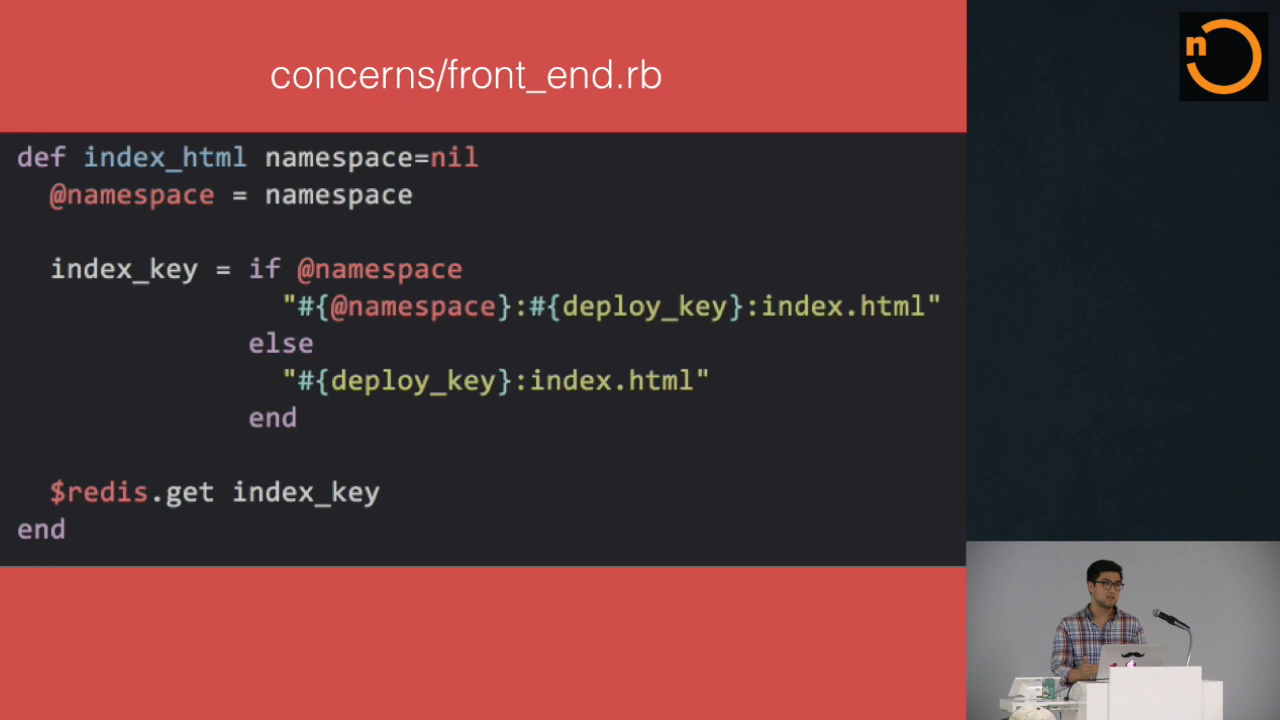 concerns/front_end.rb
n
def index_html namespace=nil
  @namespace = namespace
  index_key = if @namespace
                "#{@namespace}:#{deploy_key}:index.html"
              else
                "#{deploy_key}:index.html"
              end
  $redis.get index_key
end